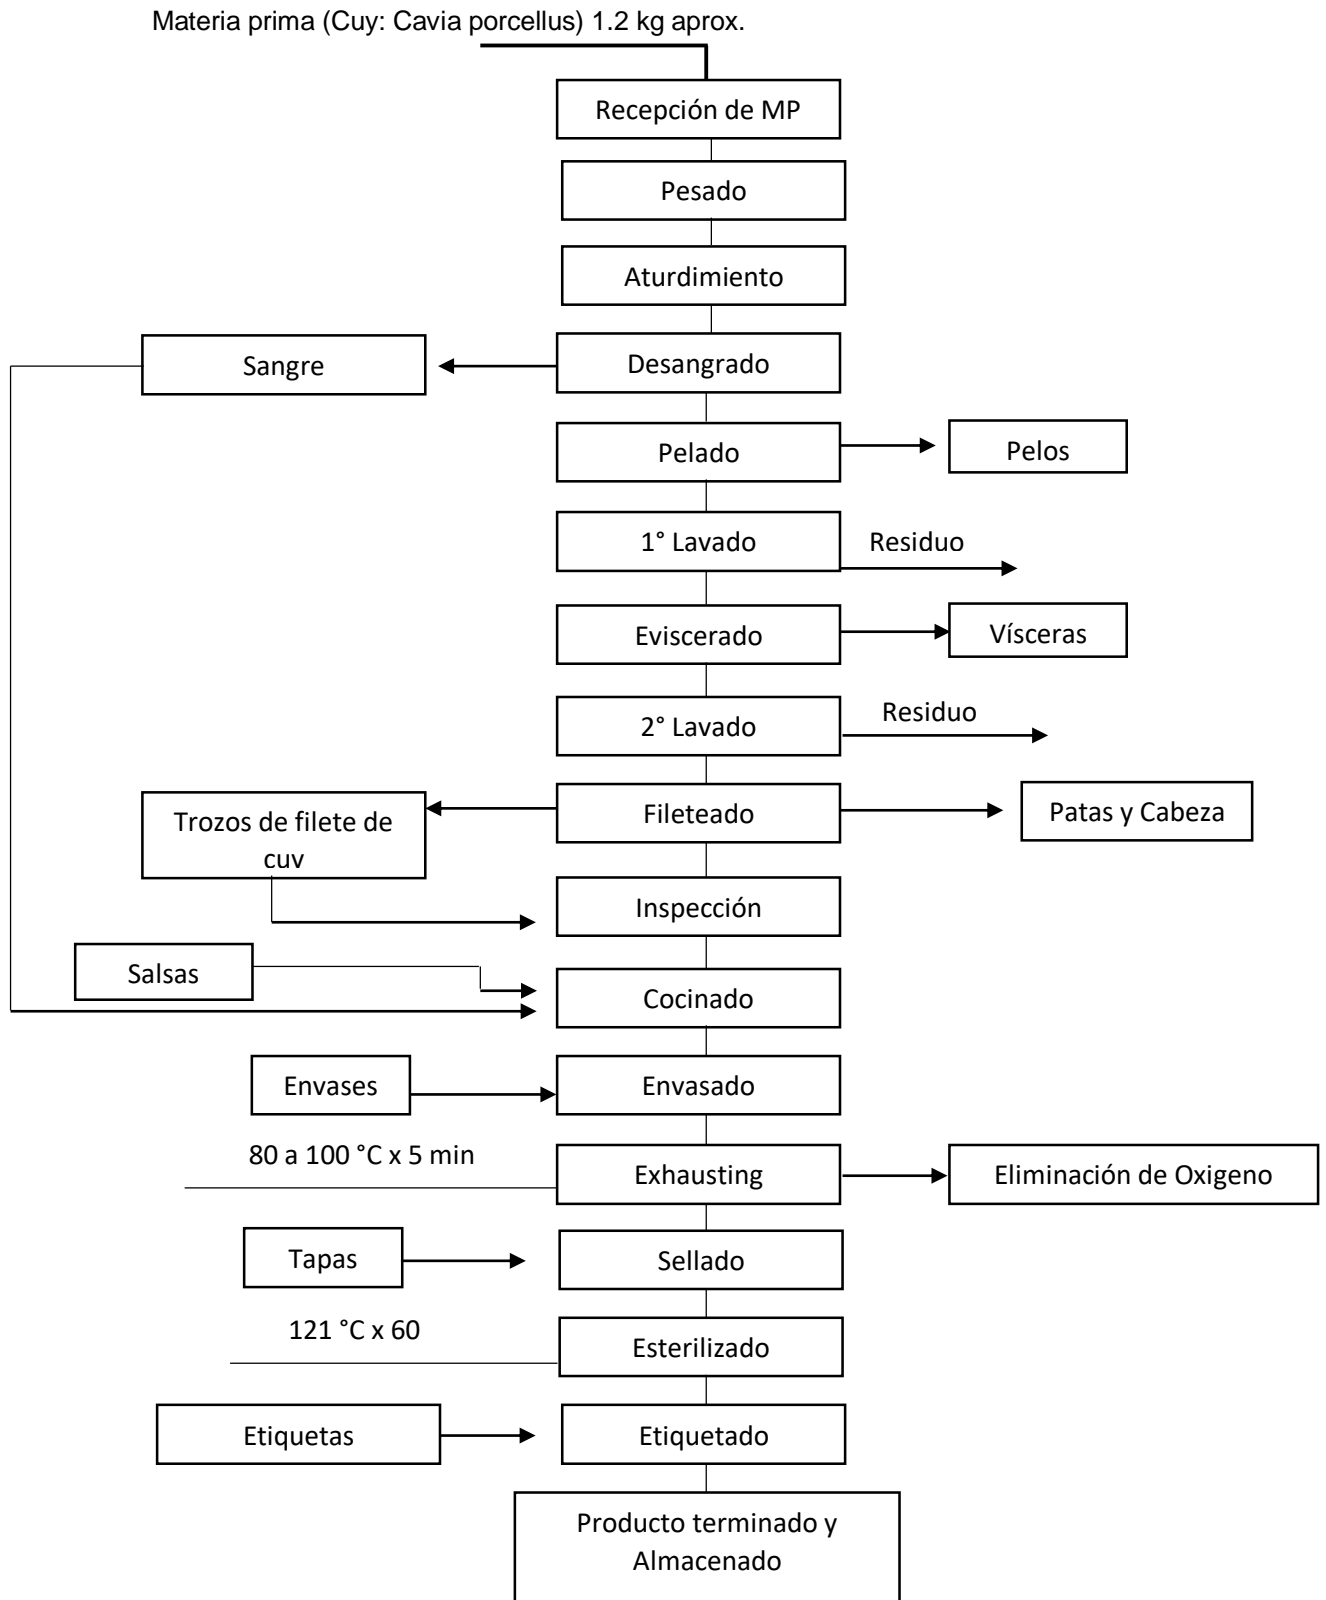 Materia prima (Cuy: Cavia porcellus) 1.2 kg aprox.
Recepción de MP
Pesado
Aturdimiento
Sangre
Desangrado
Pelado
Pelos
1° Lavado
Residuo
Eviscerado
Vísceras
2° Lavado
Residuo
Trozos de filete de
cuy
Fileteado
Patas y Cabeza
Inspección
Salsas
Cocinado
Envases
Envasado
80 a 100 °C x 5 min
Exhausting
Eliminación de Oxigeno
Tapas
Sellado
121 °C x 60
Esterilizado
Etiquetas
Etiquetado
Producto terminado y
Almacenado